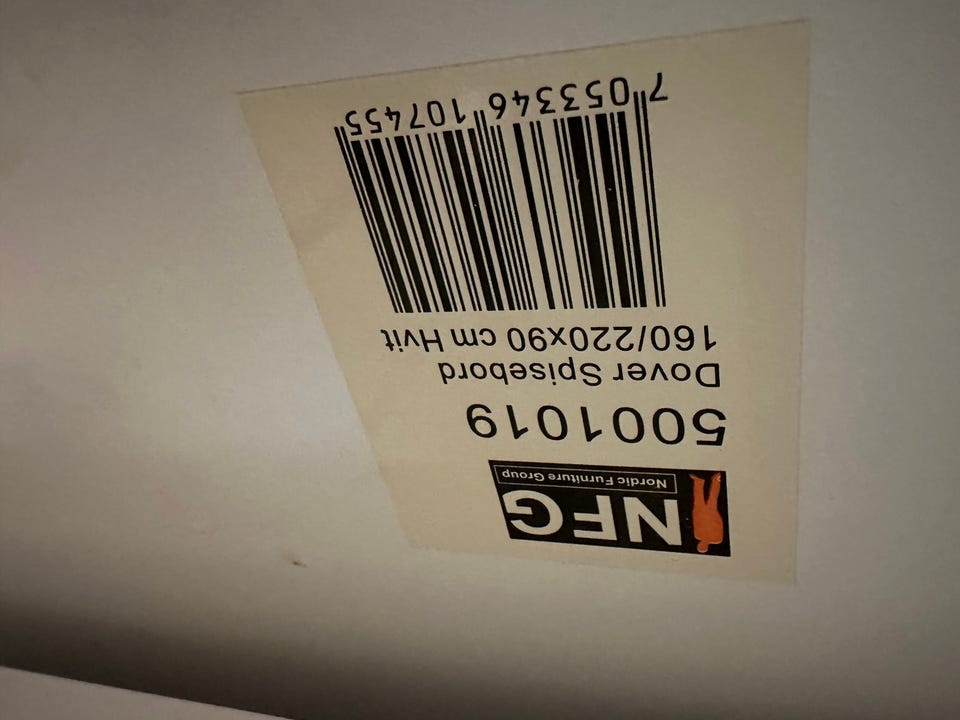 NFG
Nordic Furniture Group
5001019
Dover Spisebord
160/220x90 cm Hvit
7 053346 107455